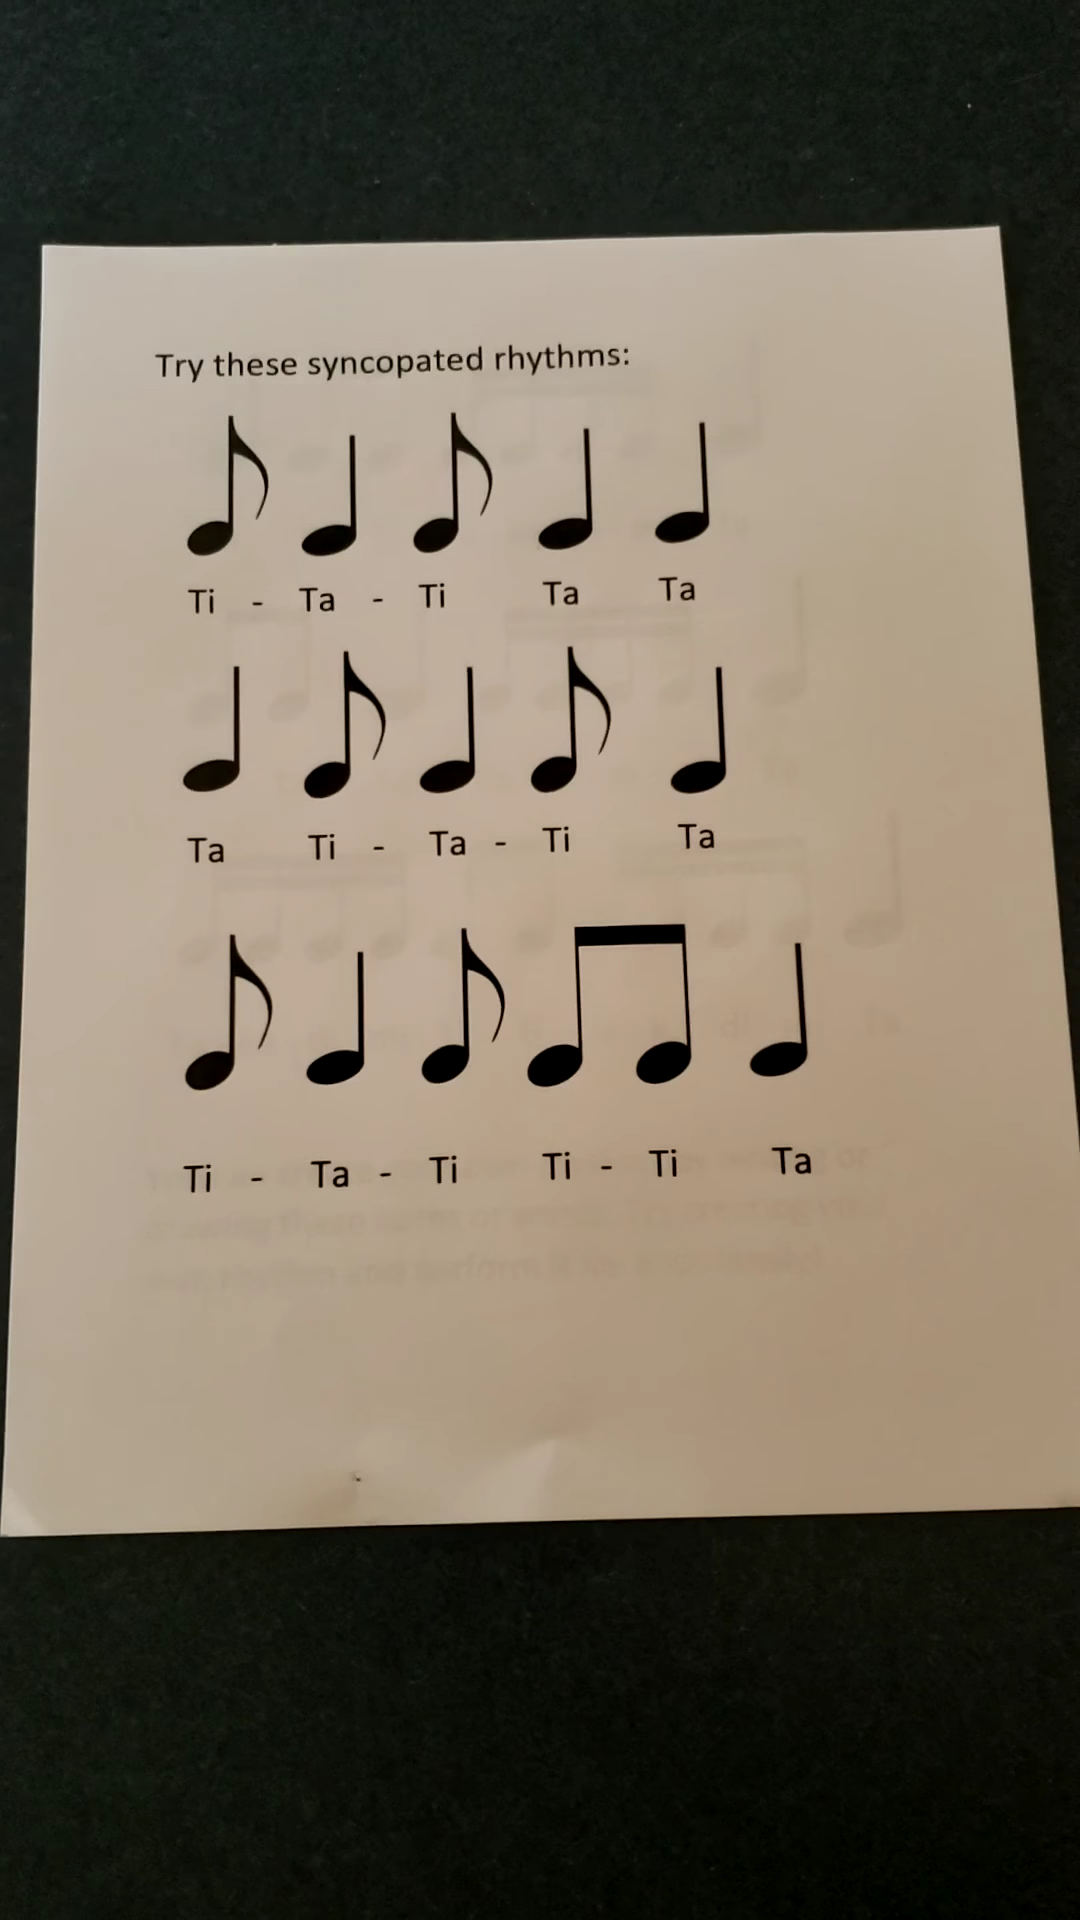 Try these syncopated rhythms:
Ti - Ta - Ti Ta Ta
Ta Ti - Ta - Ti Ta
Ti - Ta - Ti Ti - Ti Ta